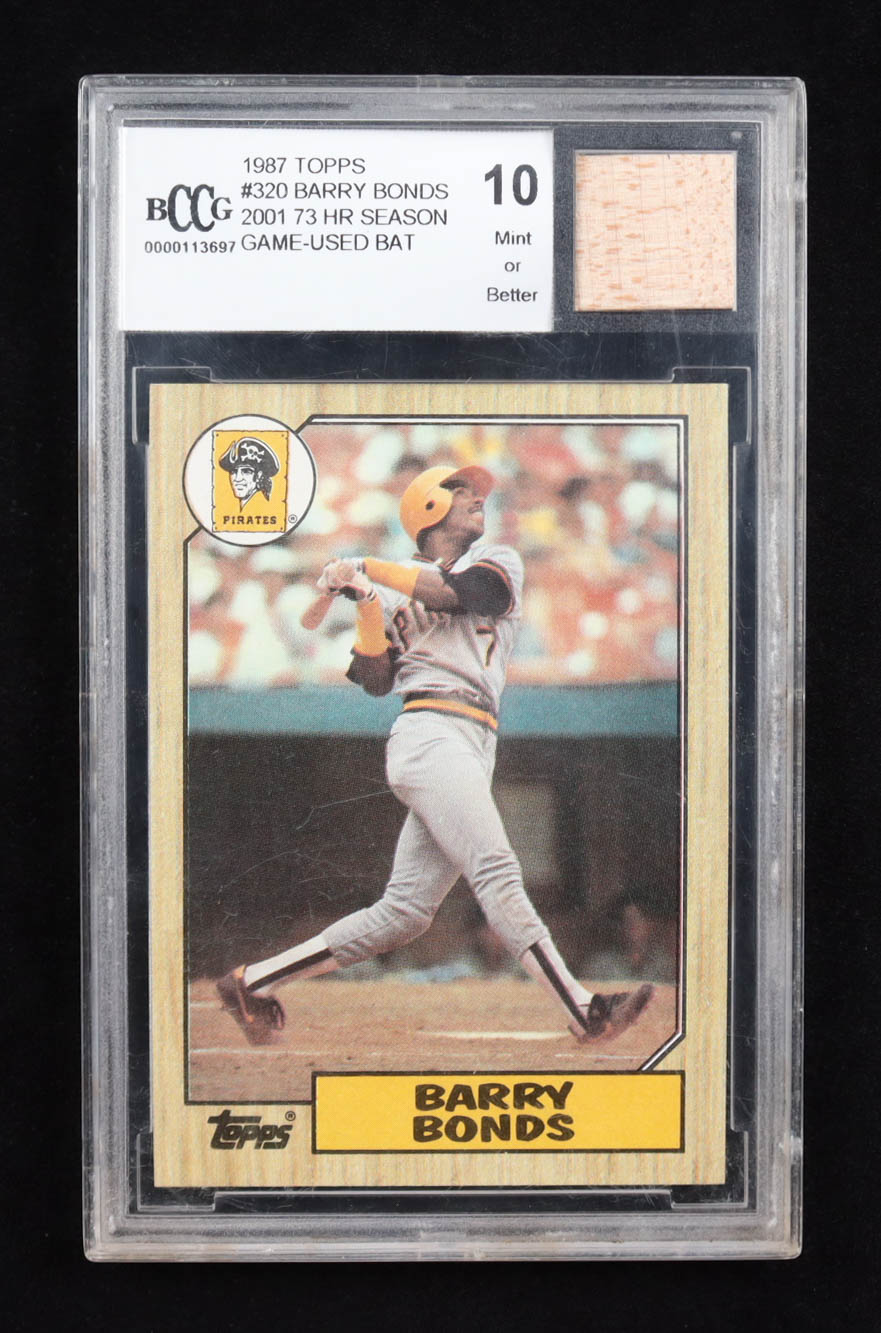 1987 TOPPS
#320 BARRY BONDS
BCCG
2001 73 HR SEASON
0000113697 GAME-USED BAT
10
Mint
or
Better
PIRATES ®
P
7
BARRY
BONDS
topps®